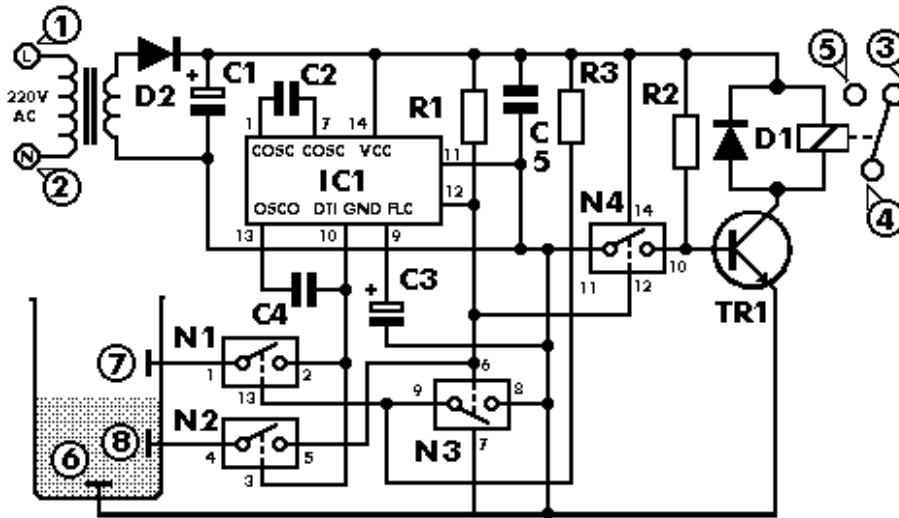 1
L
220V
AC
N
2
D2
+
C1
C2
1
7
14
COSC
COSC
VCC
IC1
OSCO
DTI
GND
FLC
11
12
13
10
9
R1
C
5
R3
R2
D1
5
3
4
N4
14
11
12
10
TR1
C4
+
C3
N1
1
2
13
7
N2
4
5
3
8
6
6
9
8
7
N3